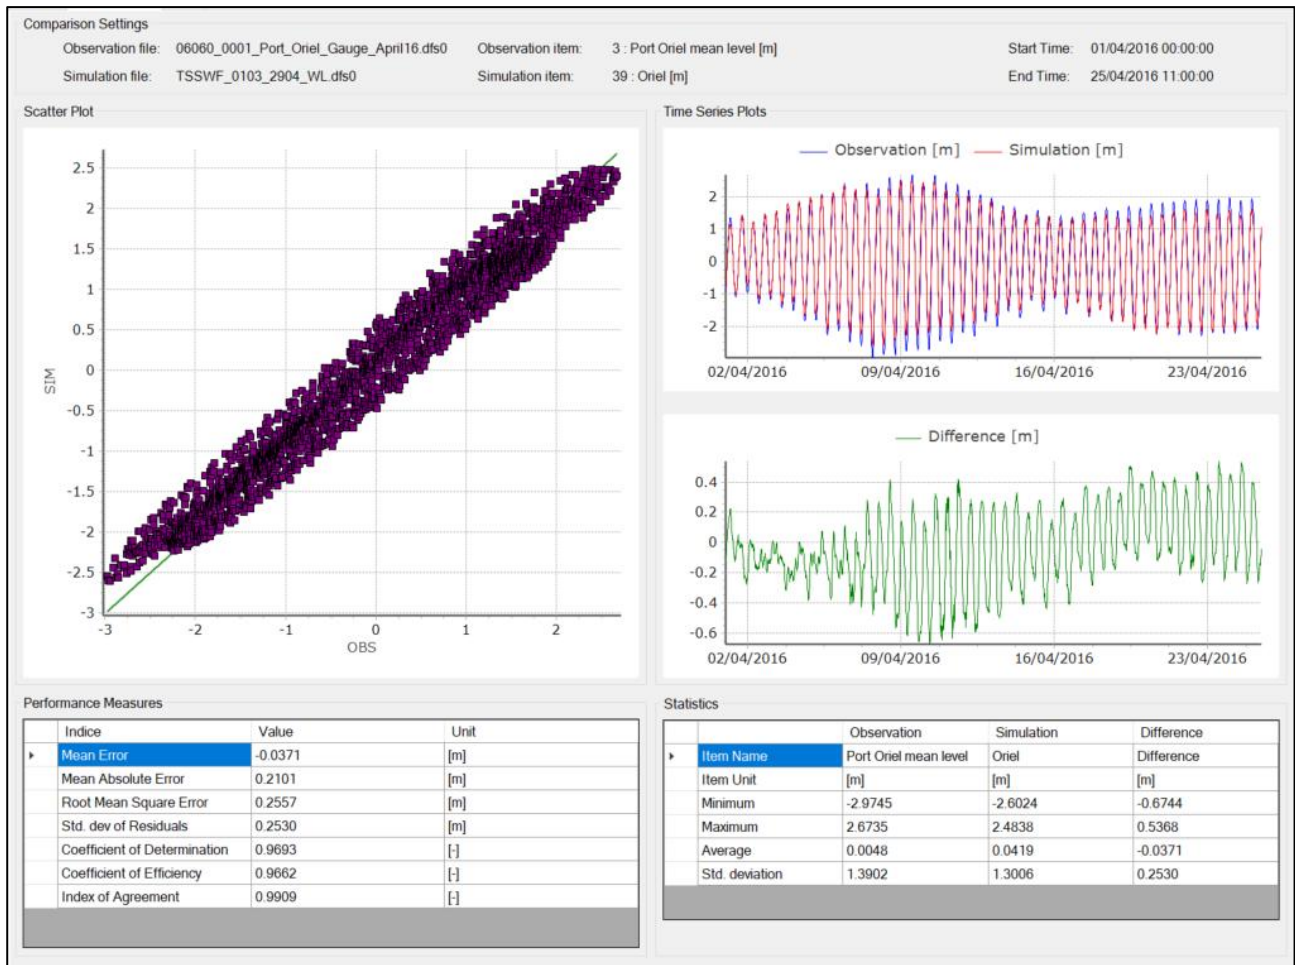 Comparison Settings
Observation file: 06060_0001_Port_Oriel_Gauge_April16.dfs0 Observation item: 3 : Port Oriel mean level [m] Start Time: 01/04/2016 00:00:00
Simulation file: TSSWF_0103_2904_WL.dfs0 Simulation item: 39 : Oriel [m] End Time: 25/04/2016 11:00:00
Scatter Plot
2.5
2
1.5
1
0.5
0
-0.5
-1
-1.5
-2
-2.5
-3
SIM
-3 -2 -1 0 1 2
OBS
Time Series Plots
Observation [m] Simulation [m]
2
1
0
-1
-2
02/04/2016 09/04/2016 16/04/2016 23/04/2016
Difference [m]
0.4
0.2
0
-0.2
-0.4
-0.6
02/04/2016 09/04/2016 16/04/2016 23/04/2016
Performance Measures
Indice Value Unit
Mean Error -0.0371 [m]
Mean Absolute Error 0.2101 [m]
Root Mean Square Error 0.2557 [m]
Std. dev of Residuals 0.2530 [m]
Coefficient of Determination 0.9693 [-]
Coefficient of Efficiency 0.9662 [-]
Index of Agreement 0.9909 [-]
Statistics
Observation Simulation Difference
Item Name Port Oriel mean level Oriel Difference
Item Unit [m] [m] [m]
Minimum -2.9745 -2.6024 -0.6744
Maximum 2.6735 2.4838 0.5368
Average 0.0048 0.0419 -0.0371
Std. deviation 1.3902 1.3006 0.2530